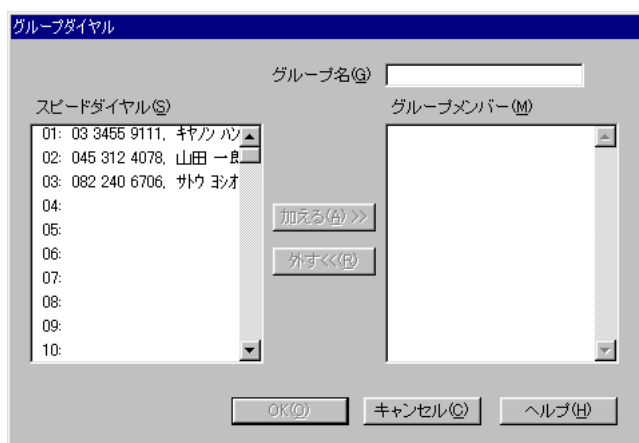 グループダイヤル
グループ名(G)
スピードダイヤル(S)
グループメンバー(M)
01: 03 3455 9111, キヤノン ハン
02: 045 312 4078, 山田 一郎
03: 082 240 6706, サトウ ヨシオ
04:
05:
06:
07:
08:
09:
10:
加える(A) >>
外す<<(R)
OK(O)
キャンセル(C)
ヘルプ(H)